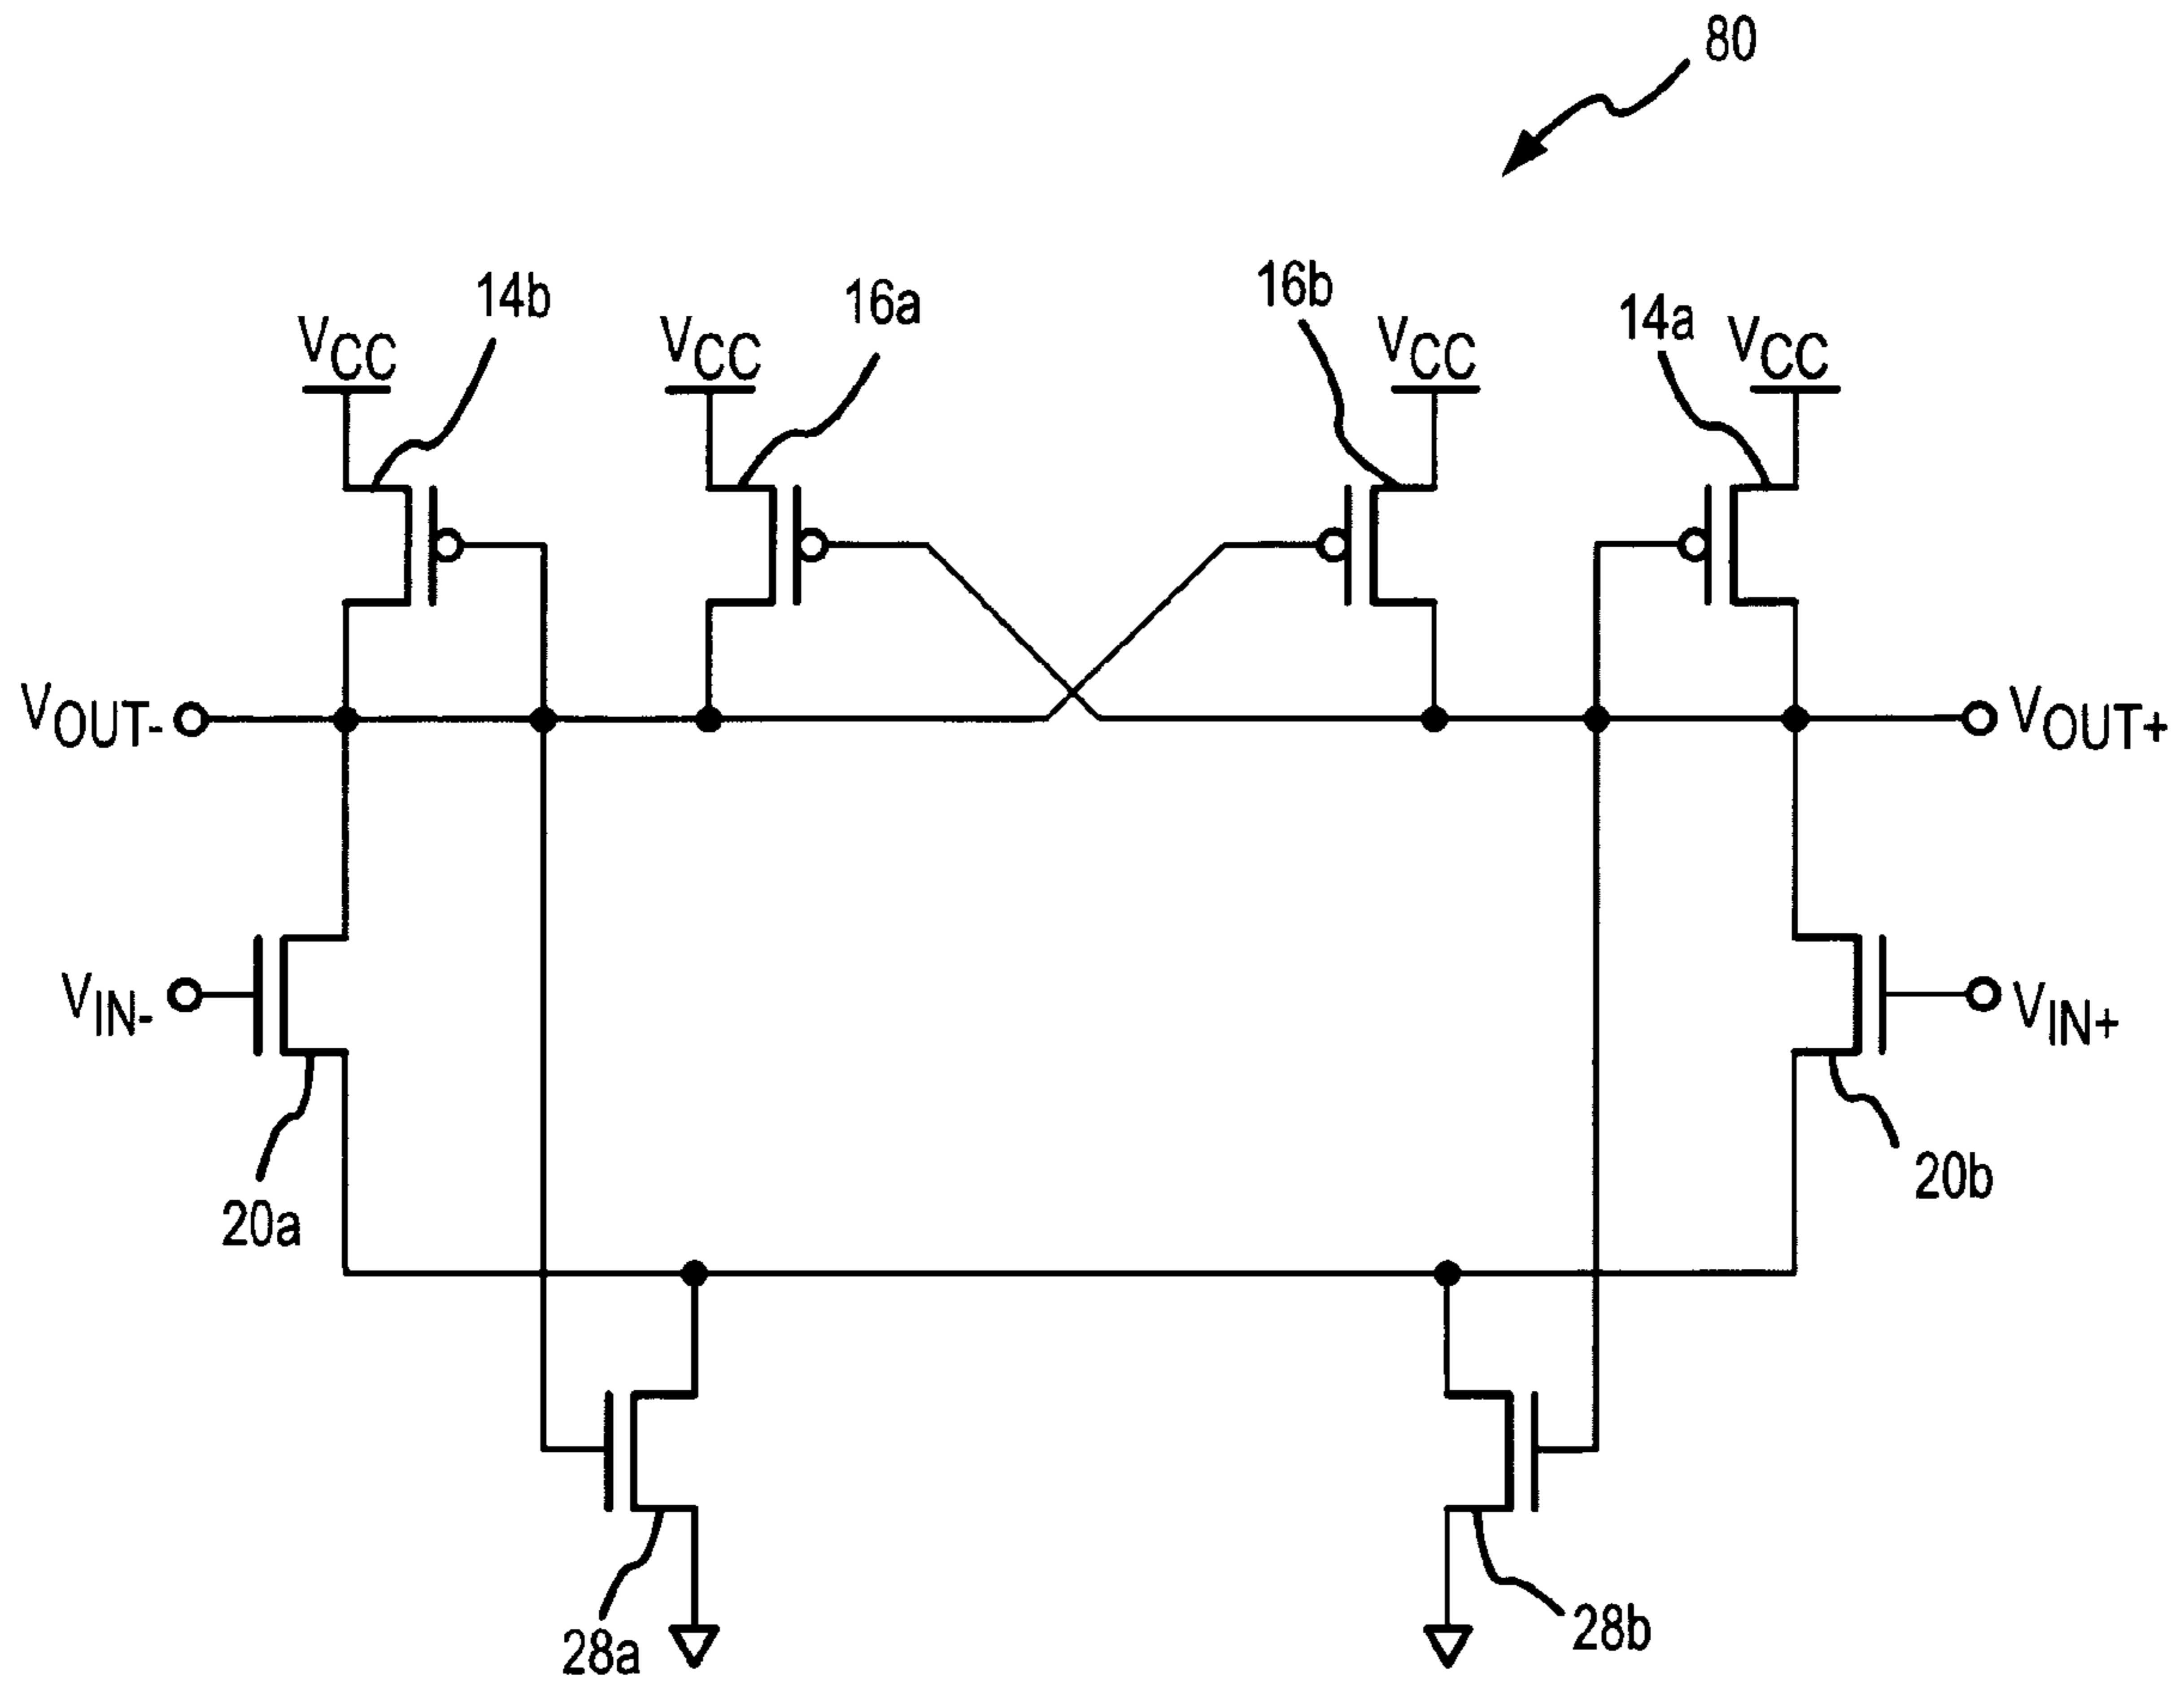 80
14b
16a
16b
14a
VCC
VCC
VCC
VCC
VOUT-
VOUT+
VIN-
VIN+
20a
20b
28a
28b